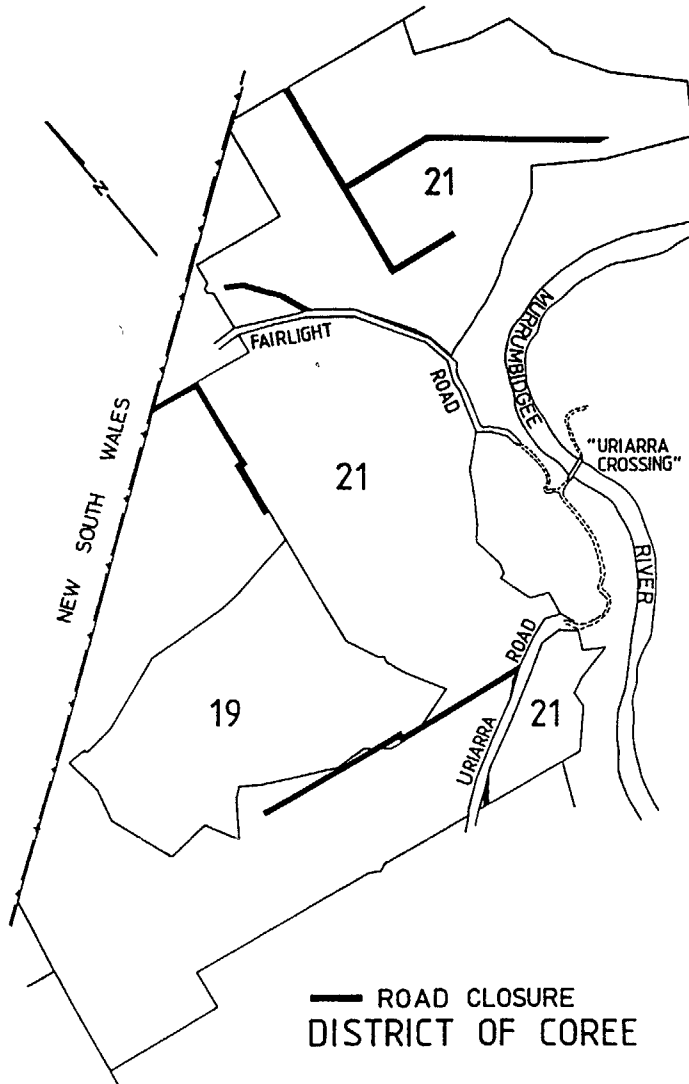 N
21
MURRUMBIDGEE
FAIRLIGHT
ROAD
"URIARRA
CROSSING"
NEW SOUTH WALES
21
RIVER
ROAD
19
21
URIARRA
ROAD CLOSURE
DISTRICT OF COREE